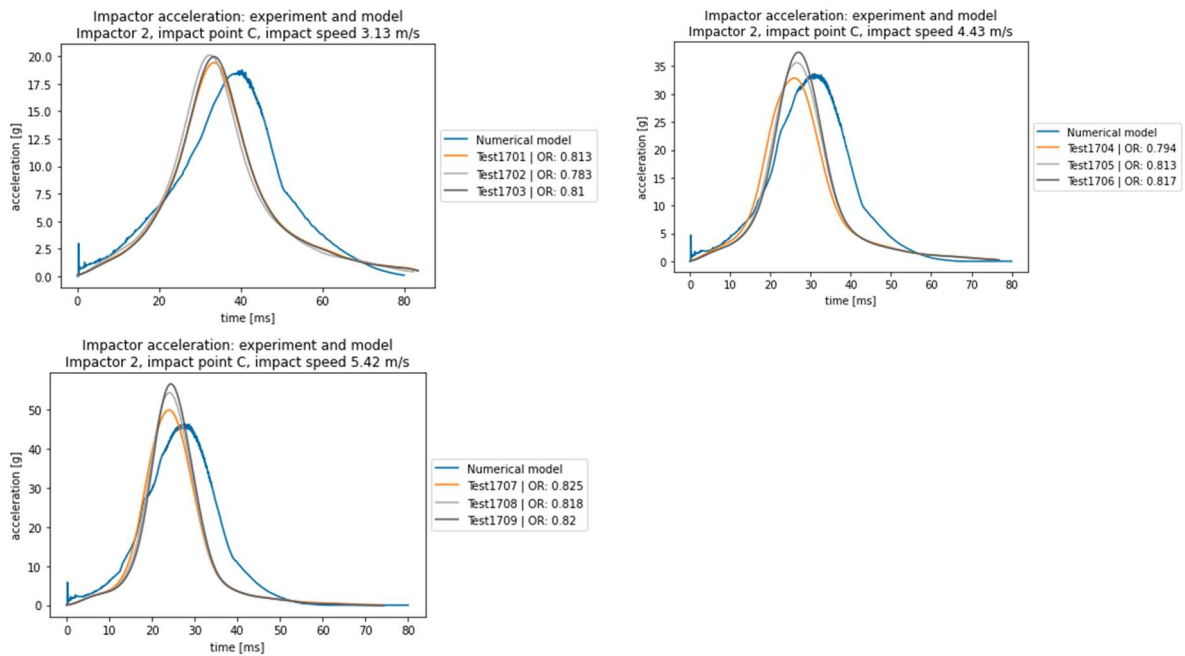 Impactor acceleration: experiment and model
Impactor 2, impact point C, impact speed 3.13 m/s
20.0
17.5
15.0
12.5
10.0
7.5
5.0
2.5
0.0
acceleration [g]
0
20
40
60
80
time [ms]
Numerical model
Test1701 | OR: 0.813
Test1702 | OR: 0.783
Test1703 | OR: 0.81
Impactor acceleration: experiment and model
Impactor 2, impact point C, impact speed 4.43 m/s
35
30
25
20
15
10
5
0
acceleration [g]
0
10
20
30
40
50
60
70
80
time [ms]
Numerical model
Test1704 | OR: 0.794
Test1705 | OR: 0.813
Test1706 | OR: 0.817
Impactor acceleration: experiment and model
Impactor 2, impact point C, impact speed 5.42 m/s
50
40
30
20
10
0
acceleration [g]
0
10
20
30
40
50
60
70
80
time [ms]
Numerical model
Test1707 | OR: 0.825
Test1708 | OR: 0.818
Test1709 | OR: 0.82